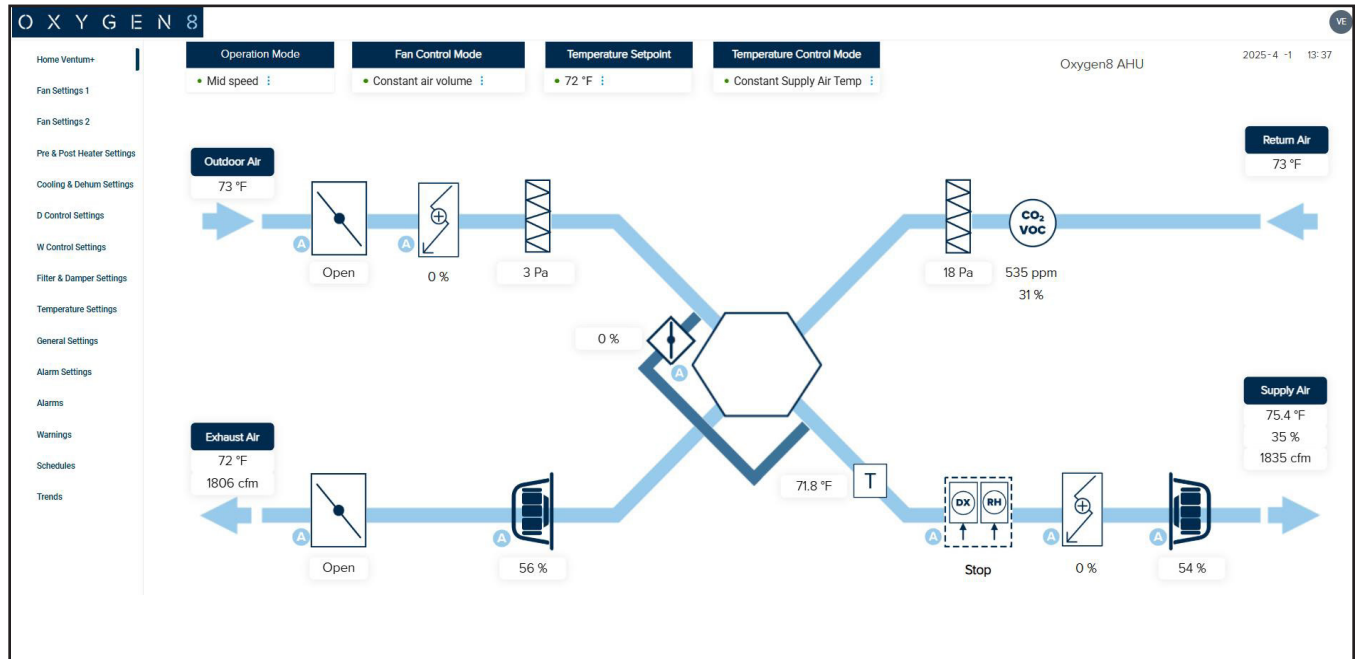 OXYGEN8
VE
Home Ventum+
Fan Settings 1
Fan Settings 2
Pre & Post Heater Settings
Cooling & Dehum Settings
D Control Settings
W Control Settings
Filter & Damper Settings
Temperature Settings
General Settings
Alarm Settings
Alarms
Warnings
Schedules
Trends
Operation Mode
Mid speed
Fan Control Mode
Constant air volume
Temperature Setpoint
72 °F
Temperature Control Mode
Constant Supply Air Temp
Oxygen8 AHU
2025-4 -1 13:37
Outdoor Air
73 °F
A
Open
A
0 %
3 Pa
18 Pa
CO₂
VOC
535 ppm
31 %
Return Air
73 °F
0 %
A
Exhaust Air
72 °F
1806 cfm
A
Open
A
56 %
71.8 °F
T
A
DX
RH
Stop
A
0 %
A
54 %
Supply Air
75.4 °F
35 %
1835 cfm